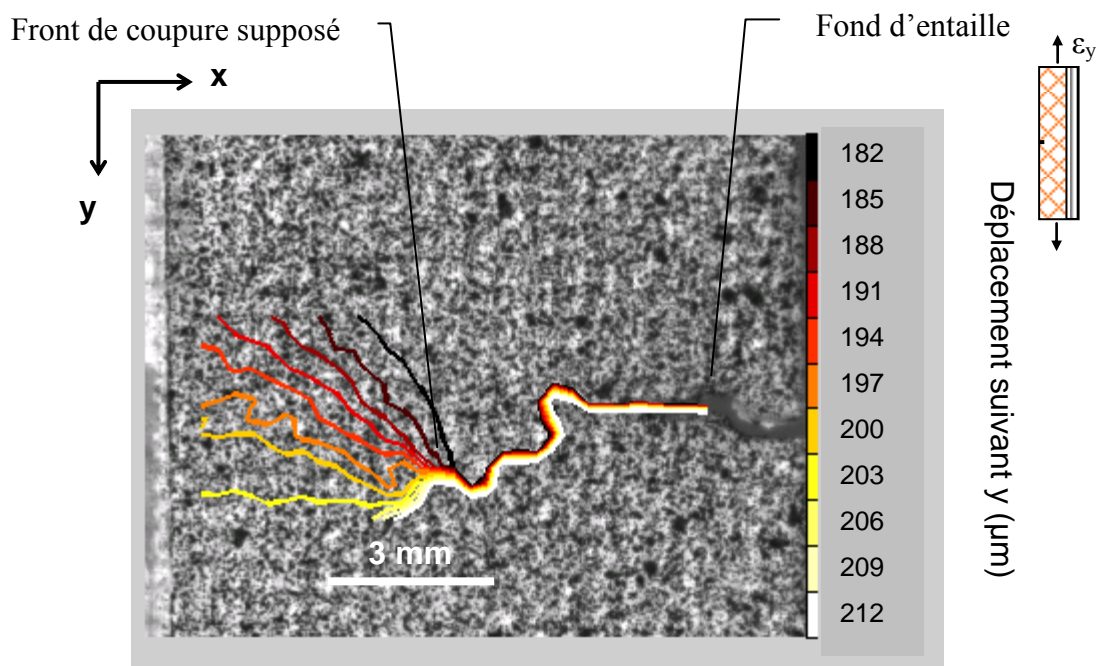 Front de coupure supposé
Fond d’entaille
εy
x
y
182
185
188
191
194
197
200
203
206
209
212
Déplacement suivant y (µm)
3 mm